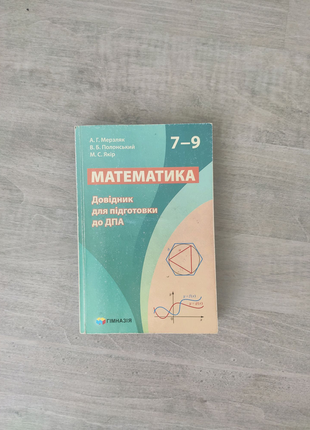 А. Г. Мерзляк
В. Б. Полонський
М. С. Якір
7–9
МАТЕМАТИКА
Довідник
для підготовки
до ДПА
ГІМНАЗІЯ